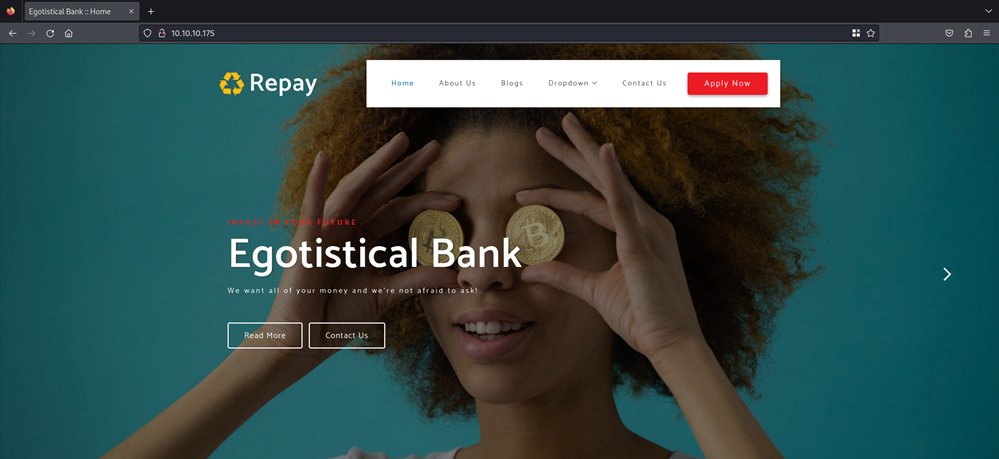 Egotistical Bank :: Home
10.10.10.175
Repay
Home About Us Blogs Dropdown Contact Us Apply Now
INVEST IN YOUR FUTURE
Egotistical Bank
We want all of your money and we're not afraid to ask!
Read More Contact Us